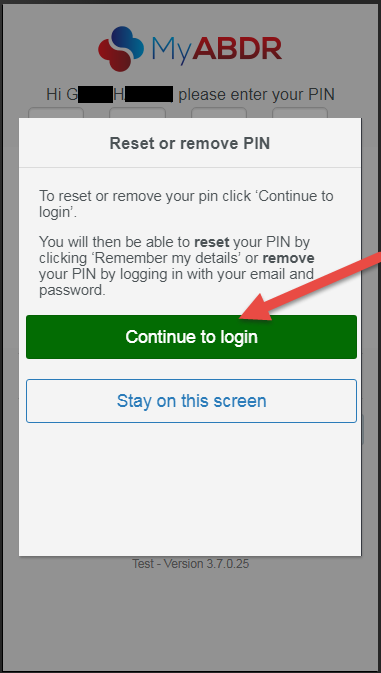 MyABDR
Hi G H please enter your PIN
Reset or remove PIN
To reset or remove your pin click ‘Continue to
login’.
You will then be able to reset your PIN by
clicking ‘Remember my details’ or remove
your PIN by logging in with your email and
password.
Continue to login
Stay on this screen
Test - Version 3.7.0.25